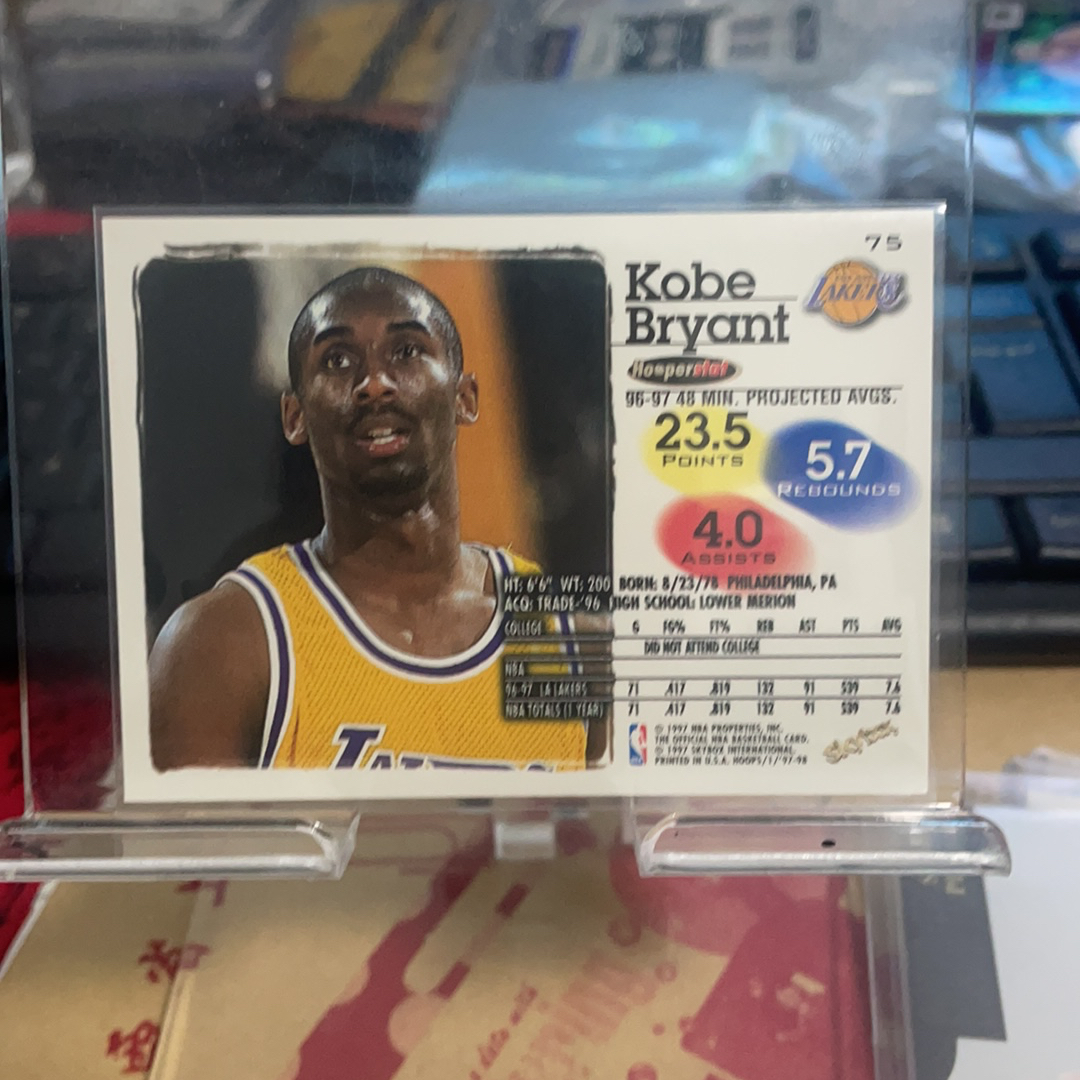 75
Kobe
Bryant
LAKERS
Hooperstat
96-97 48 MIN. PROJECTED AVGS.
23.5
POINTS
5.7
REBOUNDS
4.0
ASSISTS
HT: 6'6" WT: 200 BORN: 8/23/78 PHILADELPHIA, PA
ACQ: TRADE-'96 HIGH SCHOOL: LOWER MERION
COLLEGE G FG% FT% REB AST PTS AVG
DID NOT ATTEND COLLEGE
NBA
96-97 LA LAKERS 71 .417 .819 132 91 539 7.6
NBA TOTALS (1 YEAR) 71 .417 .819 132 91 539 7.6
© 1997 NBA PROPERTIES, INC.
THE OFFICIAL NBA BASKETBALL CARD.
© 1997 SKYBOX INTERNATIONAL.
PRINTED IN U.S.A. HOOPS/1/'97-98
SkyBox